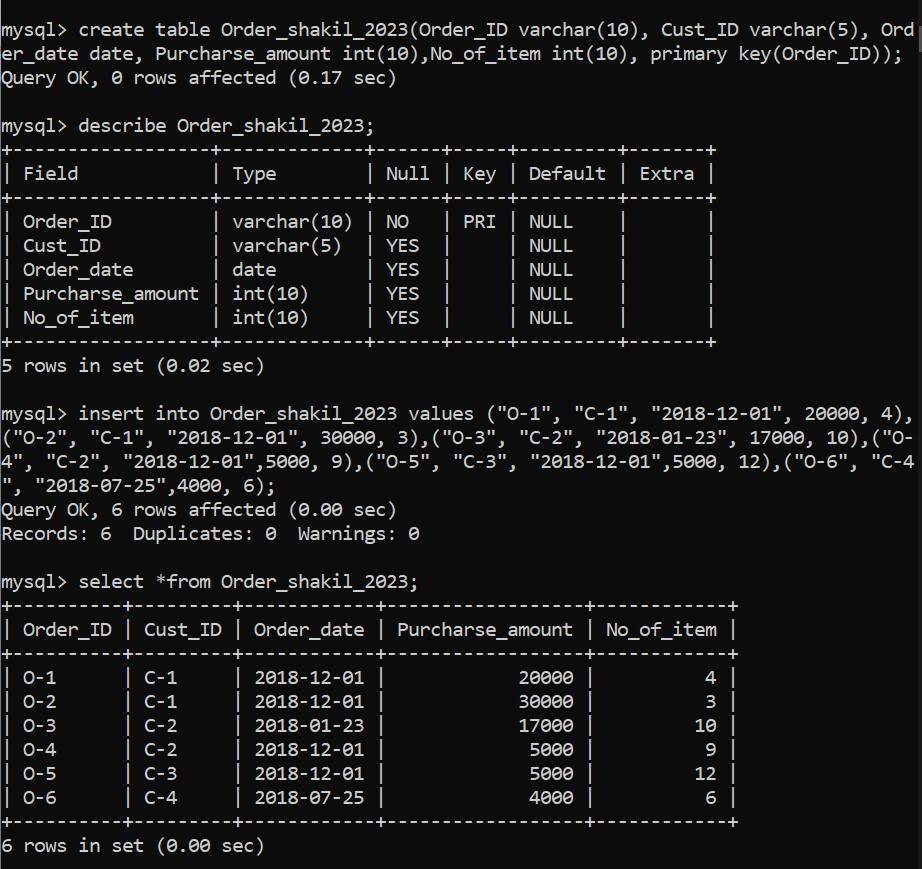 mysql> create table Order_shakil_2023(Order_ID varchar(10), Cust_ID varchar(5), Ord
er_date date, Purcharse_amount int(10),No_of_item int(10), primary key(Order_ID));
Query OK, 0 rows affected (0.17 sec)
mysql> describe Order_shakil_2023;
+------------------+-------------+------+-----+---------+-------+
| Field            | Type        | Null | Key | Default | Extra |
+------------------+-------------+------+-----+---------+-------+
| Order_ID         | varchar(10) | NO   | PRI | NULL    |       |
| Cust_ID          | varchar(5)  | YES  |     | NULL    |       |
| Order_date       | date        | YES  |     | NULL    |       |
| Purcharse_amount | int(10)     | YES  |     | NULL    |       |
| No_of_item       | int(10)     | YES  |     | NULL    |       |
+------------------+-------------+------+-----+---------+-------+
5 rows in set (0.02 sec)
mysql> insert into Order_shakil_2023 values ("O-1", "C-1", "2018-12-01", 20000, 4),
("O-2", "C-1", "2018-12-01", 30000, 3),("O-3", "C-2", "2018-01-23", 17000, 10),("O-
4", "C-2", "2018-12-01",5000, 9),("O-5", "C-3", "2018-12-01",5000, 12),("O-6", "C-4
", "2018-07-25",4000, 6);
Query OK, 6 rows affected (0.00 sec)
Records: 6  Duplicates: 0  Warnings: 0
mysql> select *from Order_shakil_2023;
+----------+---------+------------+------------------+------------+
| Order_ID | Cust_ID | Order_date | Purcharse_amount | No_of_item |
+----------+---------+------------+------------------+------------+
| O-1      | C-1     | 2018-12-01 |            20000 |          4 |
| O-2      | C-1     | 2018-12-01 |            30000 |          3 |
| O-3      | C-2     | 2018-01-23 |            17000 |         10 |
| O-4      | C-2     | 2018-12-01 |             5000 |          9 |
| O-5      | C-3     | 2018-12-01 |             5000 |         12 |
| O-6      | C-4     | 2018-07-25 |             4000 |          6 |
+----------+---------+------------+------------------+------------+
6 rows in set (0.00 sec)